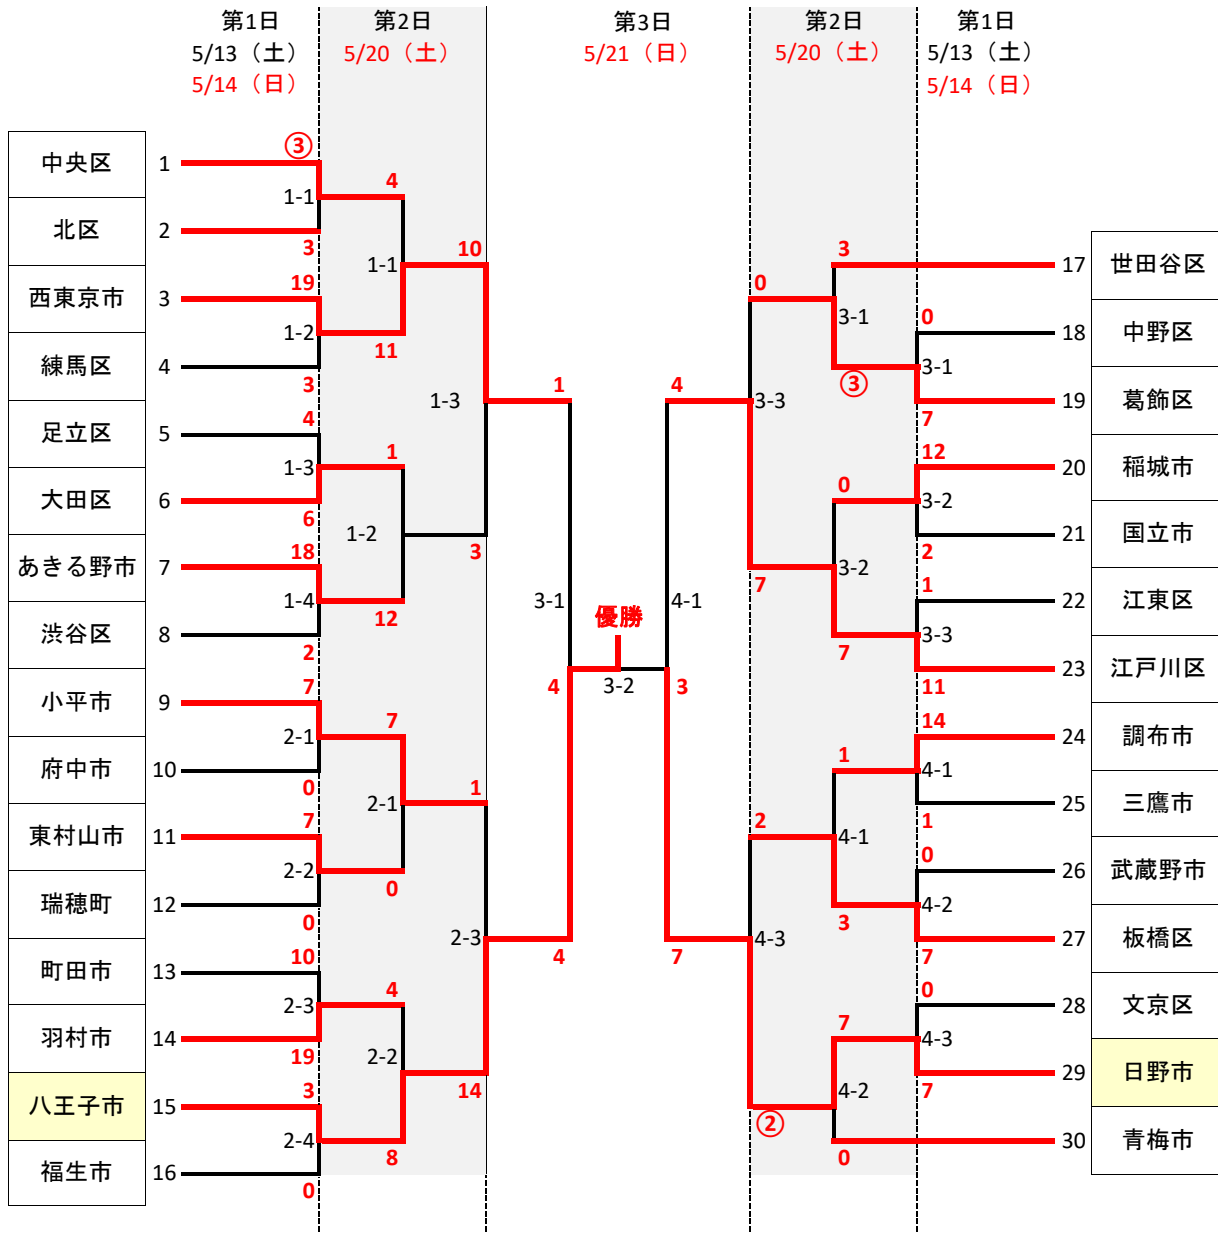 第1日 第2日 第3日 第2日 第1日
5/13（土） 5/20（土） 5/21（日） 5/20（土） 5/13（土）
5/14（日） 5/14（日）
中央区 1 ③
1-1 4
北区 2 3
1-1 10
西東京市 3 19
1-2 11
練馬区 4 3
1-3 1
足立区 5 4
1-3 1
大田区 6 6
1-2 3
あきる野市 7 18
1-4 12
渋谷区 8 2
3-1
小平市 9 7
2-1 7
府中市 10 0
2-1 1
東村山市 11 7
2-2 0
瑞穂町 12 0
2-3 4
町田市 13 10
2-3 4
羽村市 14 19
2-2 14
八王子市 15 3
2-4 8
福生市 16 0
優勝
4 3-2 3
3 17 世田谷区
0 3-1
0 18 中野区
③ 3-1
7 19 葛飾区
4 3-3
12 20 稲城市
0 3-2
2 21 国立市
7 3-2
1 22 江東区
7 3-3
11 23 江戸川区
4-1
14 24 調布市
1 4-1
1 25 三鷹市
2 4-1
0 26 武蔵野市
3 4-2
7 27 板橋区
7 4-3
0 28 文京区
7 4-3
7 29 日野市
② 4-2
0 30 青梅市